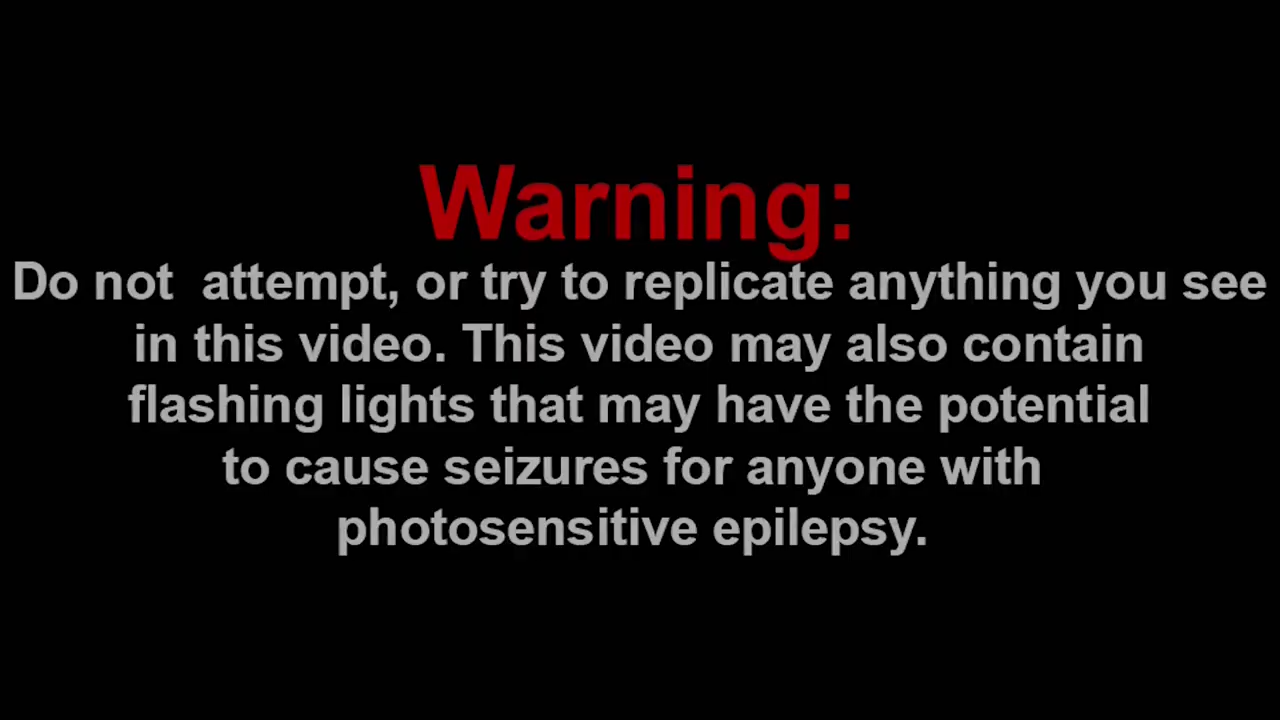 Warning:
Do not  attempt, or try to replicate anything you see
in this video. This video may also contain
flashing lights that may have the potential
to cause seizures for anyone with
photosensitive epilepsy.